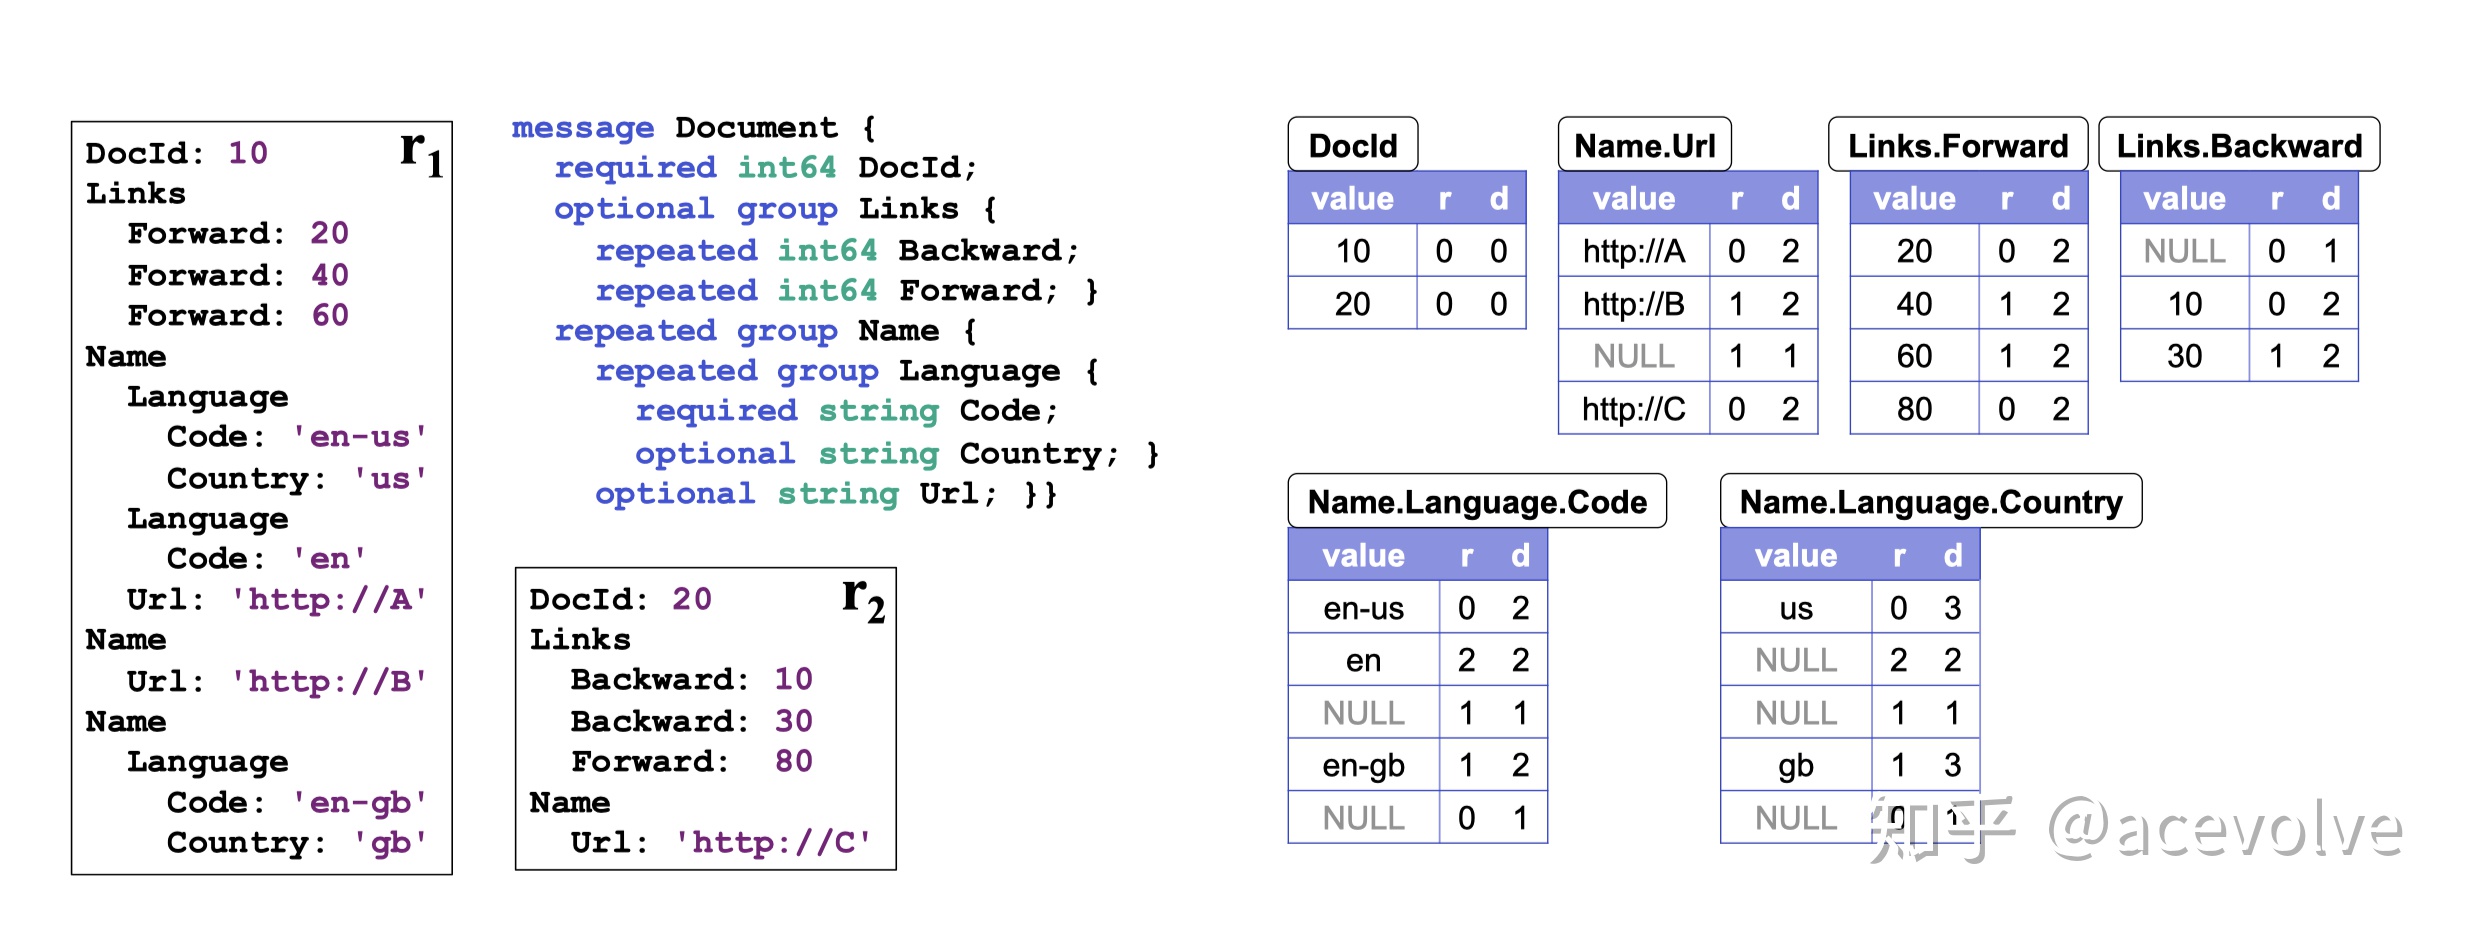 r1
DocId: 10
Links
Forward: 20
Forward: 40
Forward: 60
Name
Language
Code: 'en-us'
Country: 'us'
Language
Code: 'en'
Url: 'http://A'
Name
Url: 'http://B'
Name
Language
Code: 'en-gb'
Country: 'gb'
message Document {
required int64 DocId;
optional group Links {
repeated int64 Backward;
repeated int64 Forward; }
repeated group Name {
repeated group Language {
required string Code;
optional string Country; }
optional string Url; }}
r2
DocId: 20
Links
Backward: 10
Backward: 30
Forward: 80
Name
Url: 'http://C'
DocId
value r d
10 0 0
20 0 0
Name.Url
value r d
http://A 0 2
http://B 1 2
NULL 1 1
http://C 0 2
Links.Forward
value r d
20 0 2
40 1 2
60 1 2
80 0 2
Links.Backward
value r d
NULL 0 1
10 0 2
30 1 2
Name.Language.Code
value r d
en-us 0 2
en 2 2
NULL 1 1
en-gb 1 2
NULL 0 1
Name.Language.Country
value r d
us 0 3
NULL 2 2
NULL 1 1
gb 1 3
NULL 0 1
知乎 @acevolve